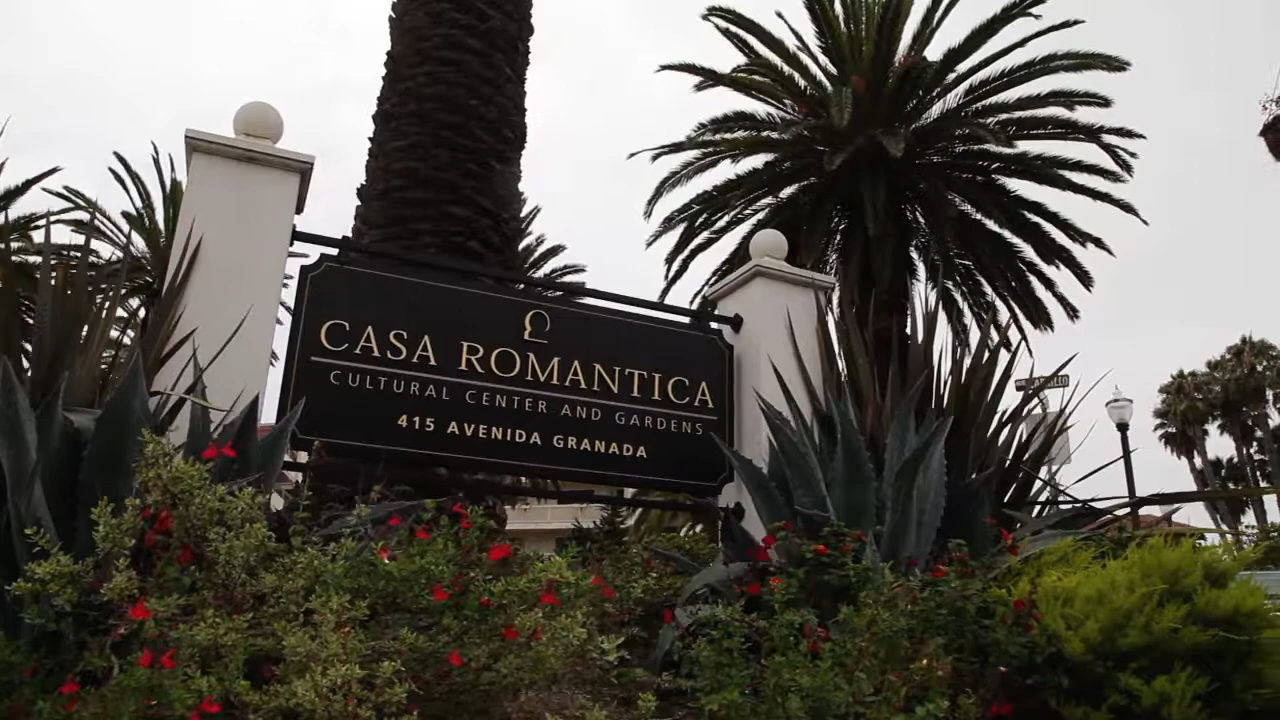 CASA ROMANTICA
CULTURAL CENTER AND GARDENS
415 AVENIDA GRANADA